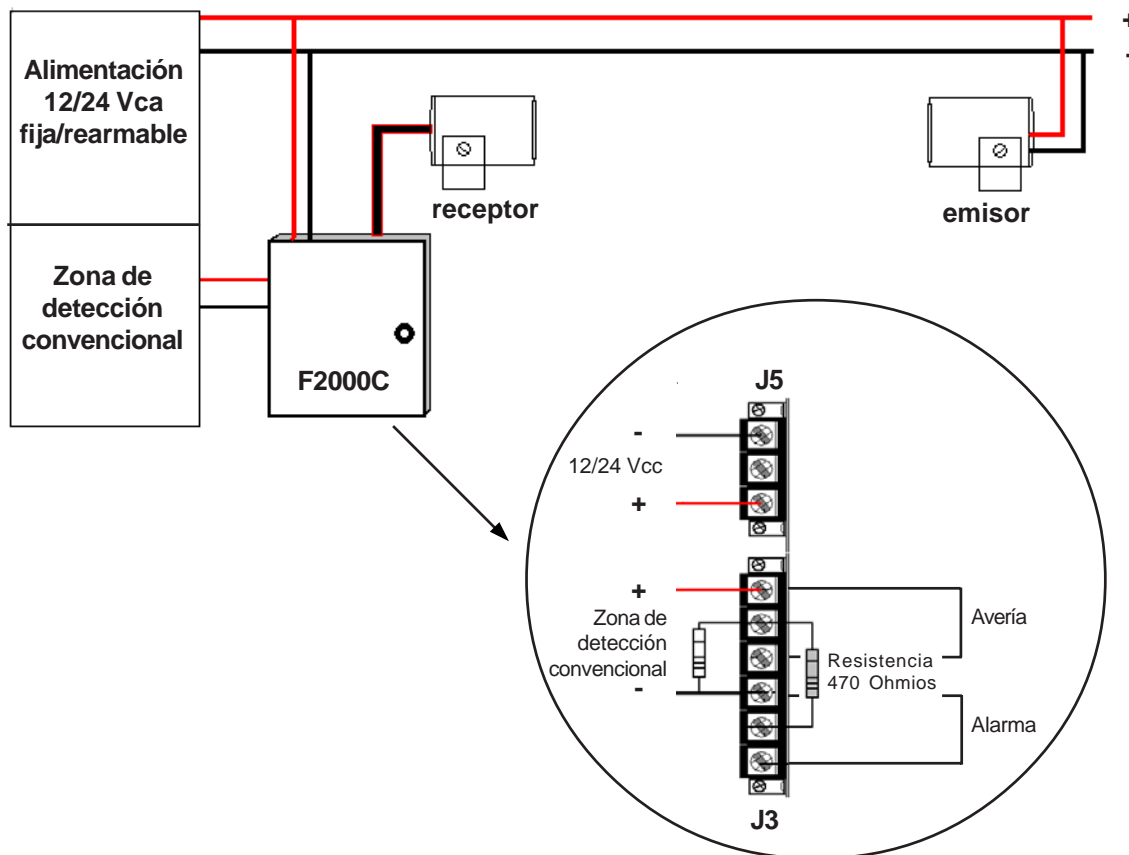 +
-
Alimentación
12/24 Vca
fija/rearmable
receptor
emisor
Zona de
detección
convencional
F2000C
J5
-
12/24 Vcc
+
+
Zona de
detección
convencional
-
Avería
Resistencia
470 Ohmios
Alarma
J3